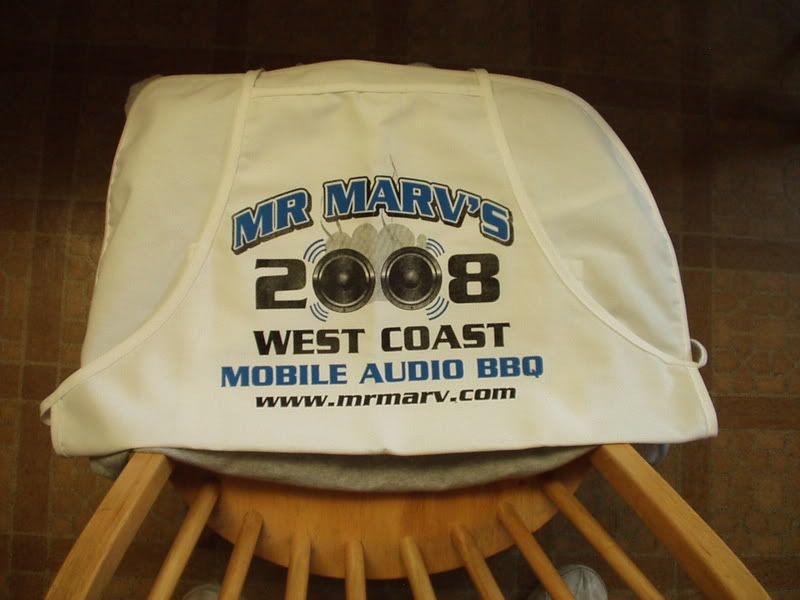 MR MARV'S
2008
WEST COAST
MOBILE AUDIO BBQ
www.mrmarv.com